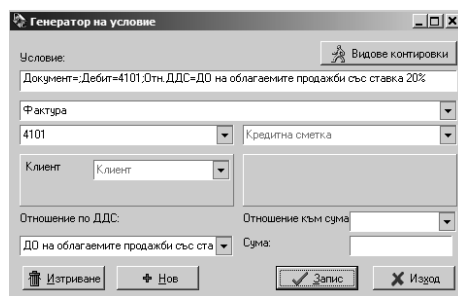 Генератор на условие
Условие:
Видове контировки
Документ=;Дебит=4101;Отн.ДДС=ДО на облагаемите продажби със ставка 20%
Фактура
4101
Кредитна сметка
Клиент
Клиент
Отношение по ДДС:
Отношение към сума
ДО на облагаемите продажби със ста
Сума:
Изтриване
Нов
Запис
Изход